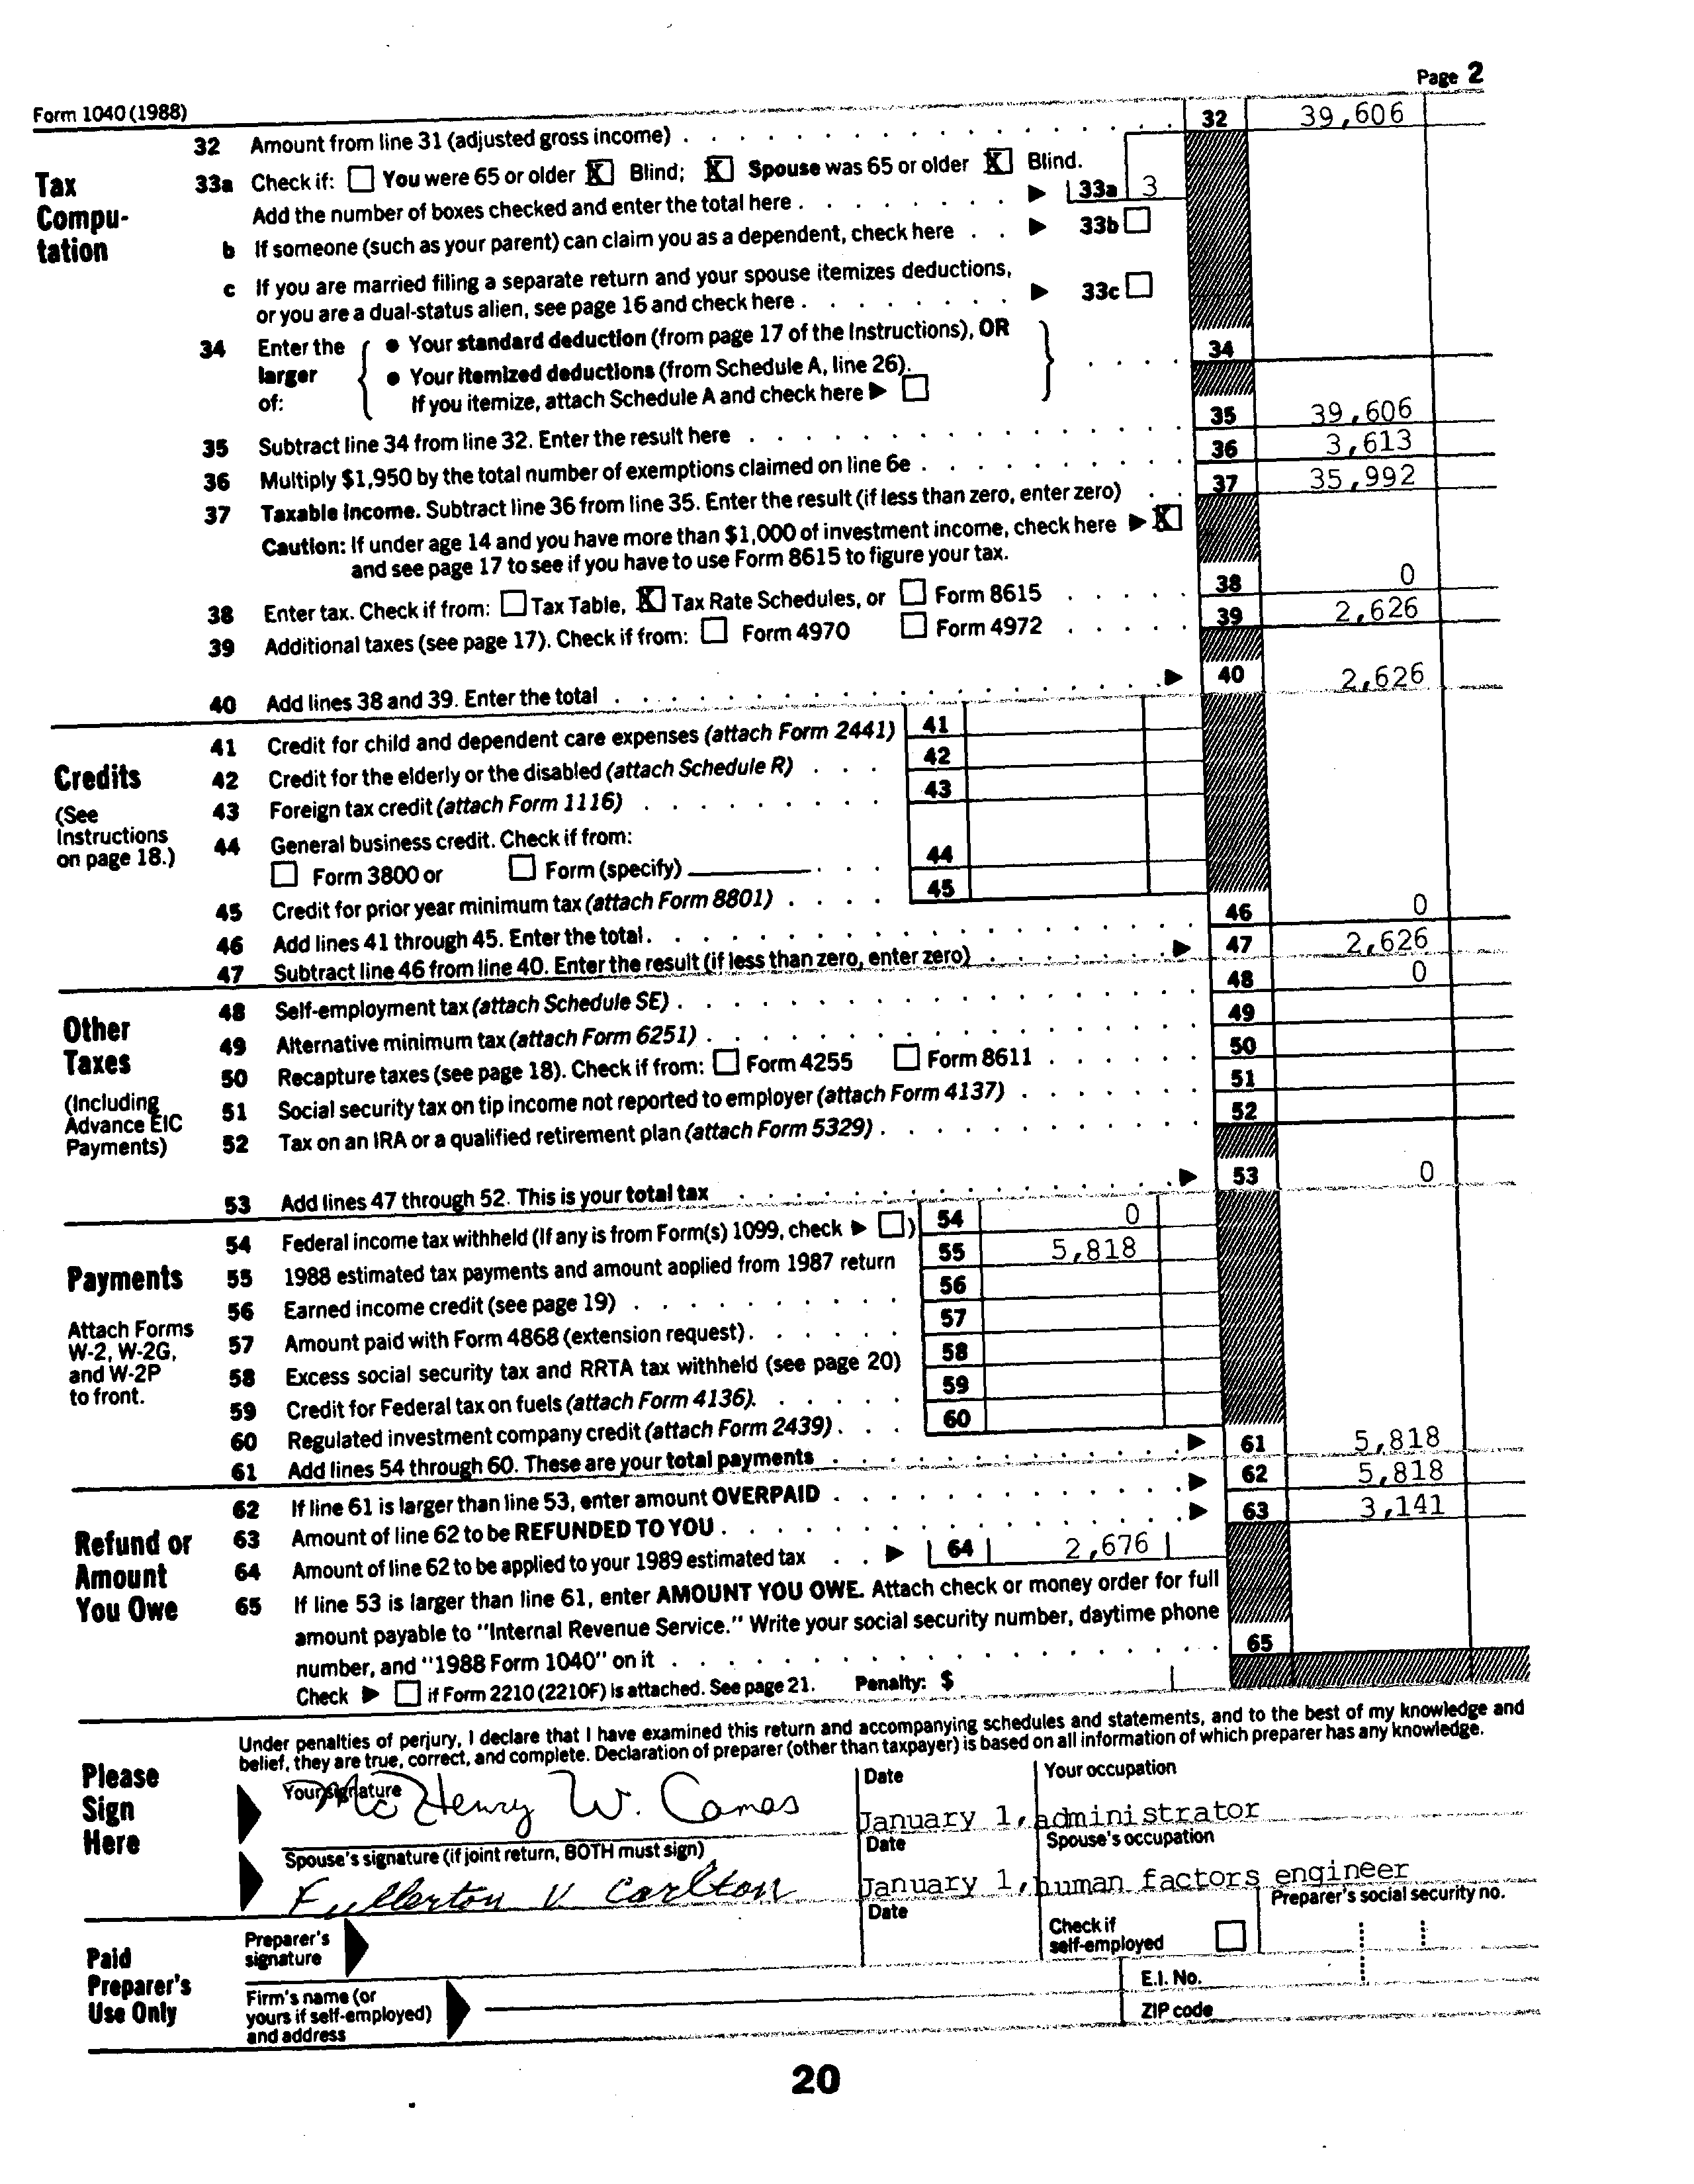 Page 2
Form 1040 (1988)
32 Amount from line 31 (adjusted gross income) 32 39,606
Tax Compu-tation
33a Check if: You were 65 or older X Blind; X Spouse was 65 or older X Blind.
Add the number of boxes checked and enter the total here 33a 3
b If someone (such as your parent) can claim you as a dependent, check here 33b
c If you are married filing a separate return and your spouse itemizes deductions,
or you are a dual-status alien, see page 16 and check here 33c
34 Enter the larger of:
• Your standard deduction (from page 17 of the Instructions), OR
• Your itemized deductions (from Schedule A, line 26).
If you itemize, attach Schedule A and check here
34
35 Subtract line 34 from line 32. Enter the result here 35 39,606
36 Multiply $1,950 by the total number of exemptions claimed on line 6e 36 3,613
37 Taxable income. Subtract line 36 from line 35. Enter the result (if less than zero, enter zero) 37 35,992
Caution: If under age 14 and you have more than $1,000 of investment income, check here X
and see page 17 to see if you have to use Form 8615 to figure your tax.
38 Enter tax. Check if from: Tax Table, X Tax Rate Schedules, or Form 8615 38 0
39 Additional taxes (see page 17). Check if from: Form 4970 Form 4972 39 2,626
40 Add lines 38 and 39. Enter the total 40 2,626
Credits
(See Instructions on page 18.)
41 Credit for child and dependent care expenses (attach Form 2441) 41
42 Credit for the elderly or the disabled (attach Schedule R) 42
43 Foreign tax credit (attach Form 1116) 43
44 General business credit. Check if from:
Form 3800 or Form (specify) 44
45 Credit for prior year minimum tax (attach Form 8801) 45
46 Add lines 41 through 45. Enter the total 46 0
47 Subtract line 46 from line 40. Enter the result (if less than zero, enter zero) 47 2,626
Other Taxes
(Including Advance EIC Payments)
48 Self-employment tax (attach Schedule SE) 48 0
49 Alternative minimum tax (attach Form 6251) 49
50 Recapture taxes (see page 18). Check if from: Form 4255 Form 8611 50
51 Social security tax on tip income not reported to employer (attach Form 4137) 51
52 Tax on an IRA or a qualified retirement plan (attach Form 5329) 52
53 Add lines 47 through 52. This is your total tax 53 0
Payments
Attach Forms W-2, W-2G, and W-2P to front.
54 Federal income tax withheld (If any is from Form(s) 1099, check ) 54 0
55 1988 estimated tax payments and amount applied from 1987 return 55 5,818
56 Earned income credit (see page 19) 56
57 Amount paid with Form 4868 (extension request) 57
58 Excess social security tax and RRTA tax withheld (see page 20) 58
59 Credit for Federal tax on fuels (attach Form 4136) 59
60 Regulated investment company credit (attach Form 2439) 60
61 Add lines 54 through 60. These are your total payments 61 5,818
Refund or Amount You Owe
62 If line 61 is larger than line 53, enter amount OVERPAID 62 5,818
63 Amount of line 62 to be REFUNDED TO YOU 63 3,141
64 Amount of line 62 to be applied to your 1989 estimated tax 64 2,676
65 If line 53 is larger than line 61, enter AMOUNT YOU OWE. Attach check or money order for full
amount payable to "Internal Revenue Service." Write your social security number, daytime phone
number, and "1988 Form 1040" on it 65
Check if Form 2210 (2210F) is attached. See page 21. Penalty: $
Please Sign Here
Under penalties of perjury, I declare that I have examined this return and accompanying schedules and statements, and to the best of my knowledge and
belief, they are true, correct, and complete. Declaration of preparer (other than taxpayer) is based on all information of which preparer has any knowledge.
Your signature Date Your occupation
McHenry W. Camas January 1, administrator
Spouse's signature (if joint return, BOTH must sign) Date Spouse's occupation
Fullerton V Carlton January 1, human factors engineer
Paid Preparer's Use Only
Preparer's signature Date Check if self-employed Preparer's social security no.
Firm's name (or yours if self-employed) and address
E.I. No.
ZIP code
20